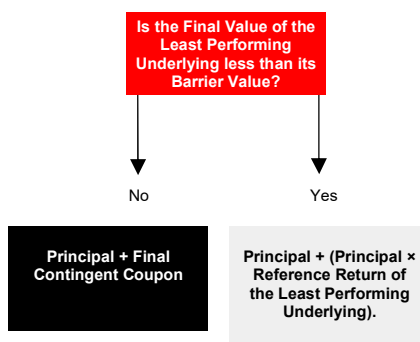 Is the Final Value of the
Least Performing
Underlying less than its
Barrier Value?
No
Yes
Principal + Final
Contingent Coupon
Principal + (Principal ×
Reference Return of
the Least Performing
Underlying).